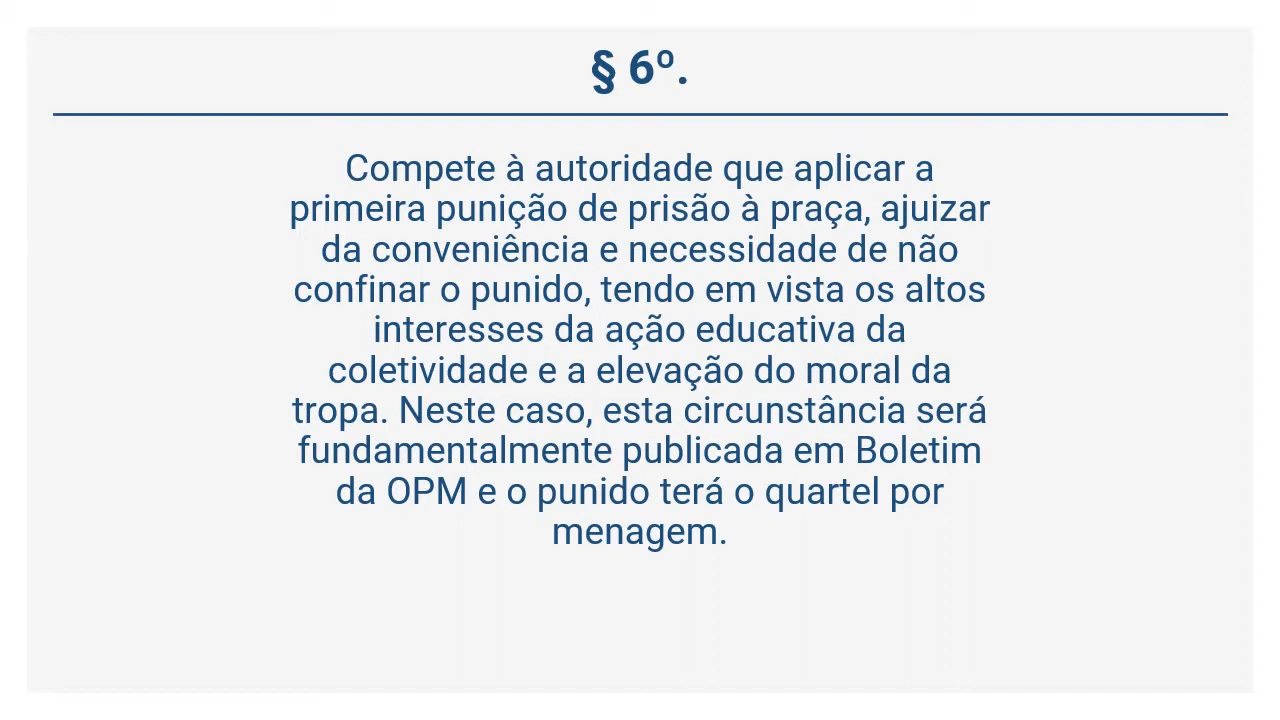 § 6º.
Compete à autoridade que aplicar a
primeira punição de prisão à praça, ajuizar
da conveniência e necessidade de não
confinar o punido, tendo em vista os altos
interesses da ação educativa da
coletividade e a elevação do moral da
tropa. Neste caso, esta circunstância será
fundamentalmente publicada em Boletim
da OPM e o punido terá o quartel por
menagem.